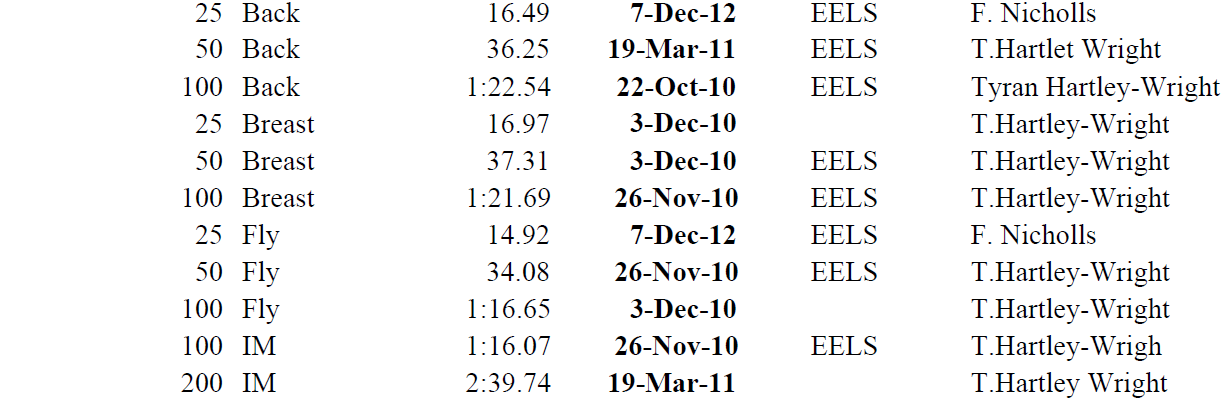 25 Back 16.49 7-Dec-12 EELS F. Nicholls
50 Back 36.25 19-Mar-11 EELS T.Hartlet Wright
100 Back 1:22.54 22-Oct-10 EELS Tyran Hartley-Wright
25 Breast 16.97 3-Dec-10 T.Hartley-Wright
50 Breast 37.31 3-Dec-10 EELS T.Hartley-Wright
100 Breast 1:21.69 26-Nov-10 EELS T.Hartley-Wright
25 Fly 14.92 7-Dec-12 EELS F. Nicholls
50 Fly 34.08 26-Nov-10 EELS T.Hartley-Wright
100 Fly 1:16.65 3-Dec-10 T.Hartley-Wright
100 IM 1:16.07 26-Nov-10 EELS T.Hartley-Wrigh
200 IM 2:39.74 19-Mar-11 T.Hartley Wright